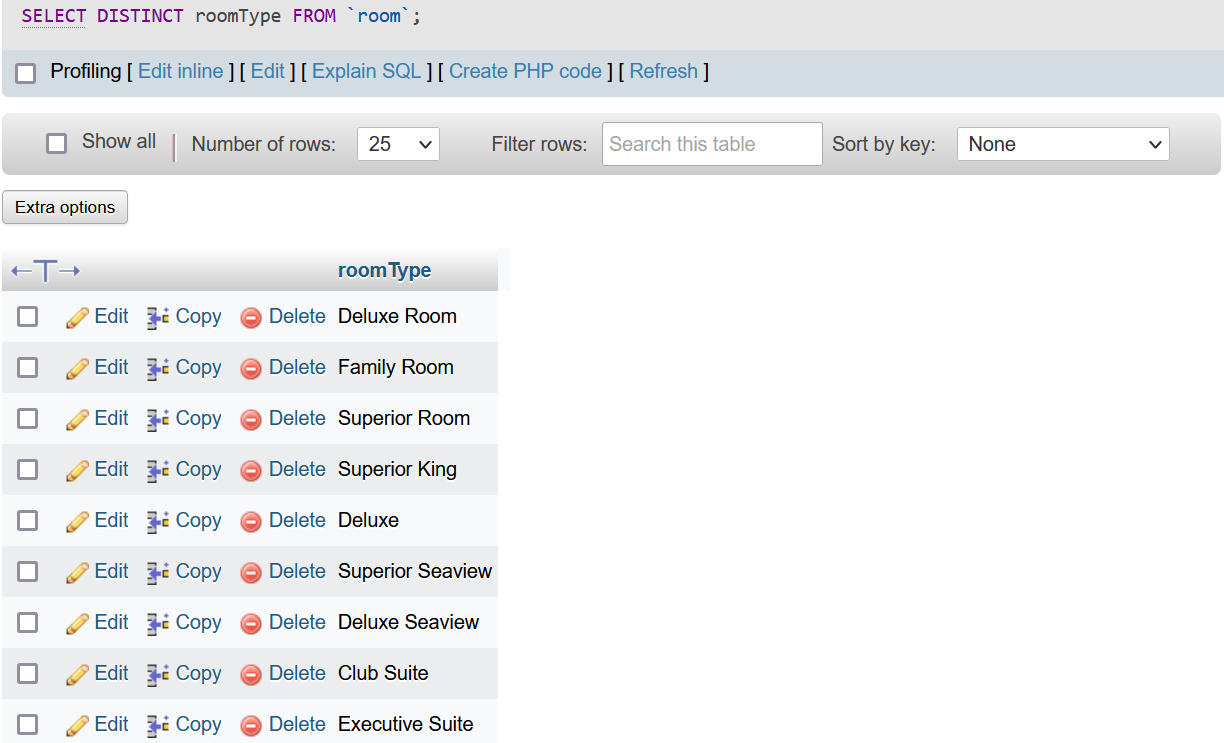 SELECT DISTINCT roomType FROM `room`;
Profiling [ Edit inline ] [ Edit ] [ Explain SQL ] [ Create PHP code ] [ Refresh ]
Show all | Number of rows: 25 Filter rows: Search this table Sort by key: None
Extra options
←T→ roomType
Edit Copy Delete Deluxe Room
Edit Copy Delete Family Room
Edit Copy Delete Superior Room
Edit Copy Delete Superior King
Edit Copy Delete Deluxe
Edit Copy Delete Superior Seaview
Edit Copy Delete Deluxe Seaview
Edit Copy Delete Club Suite
Edit Copy Delete Executive Suite